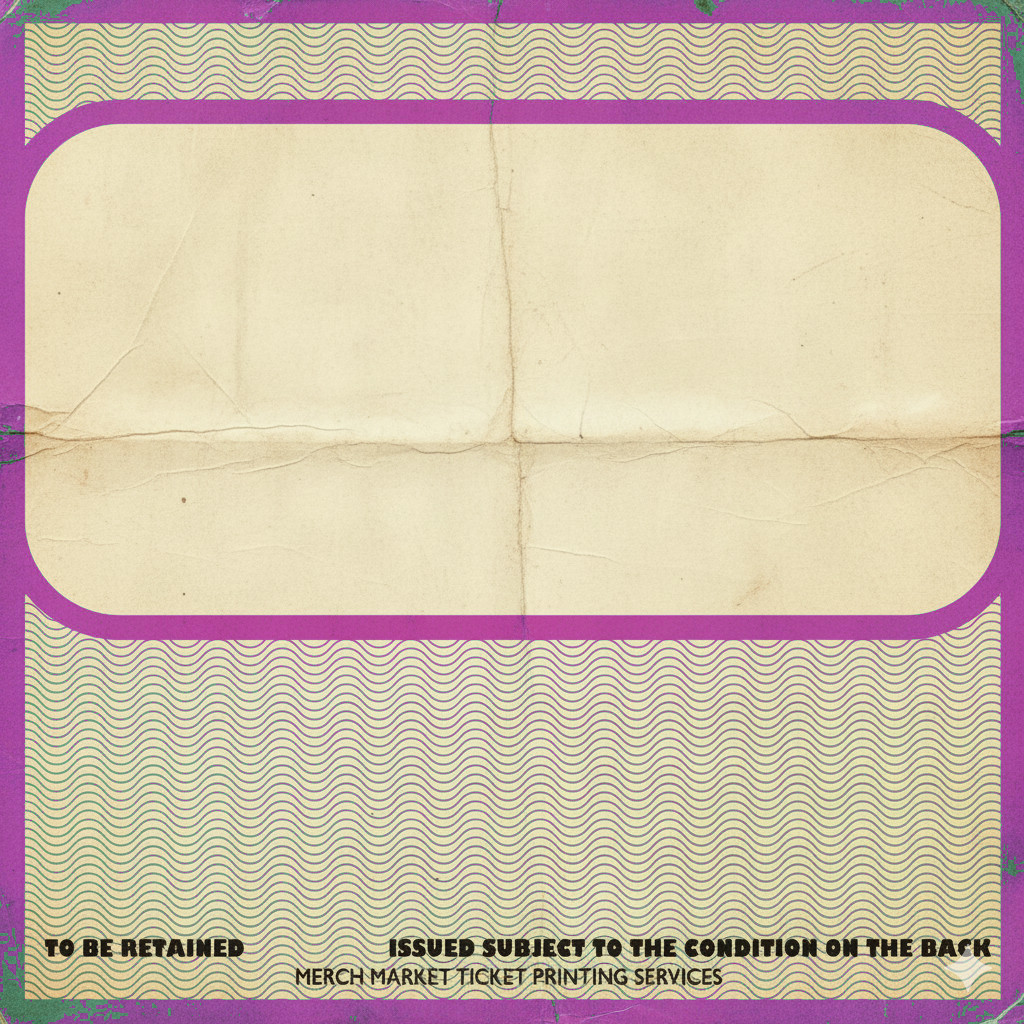 TO BE RETAINED ISSUED SUBJECT TO THE CONDITION ON THE BACK
MERCH MARKET TICKET PRINTING SERVICES